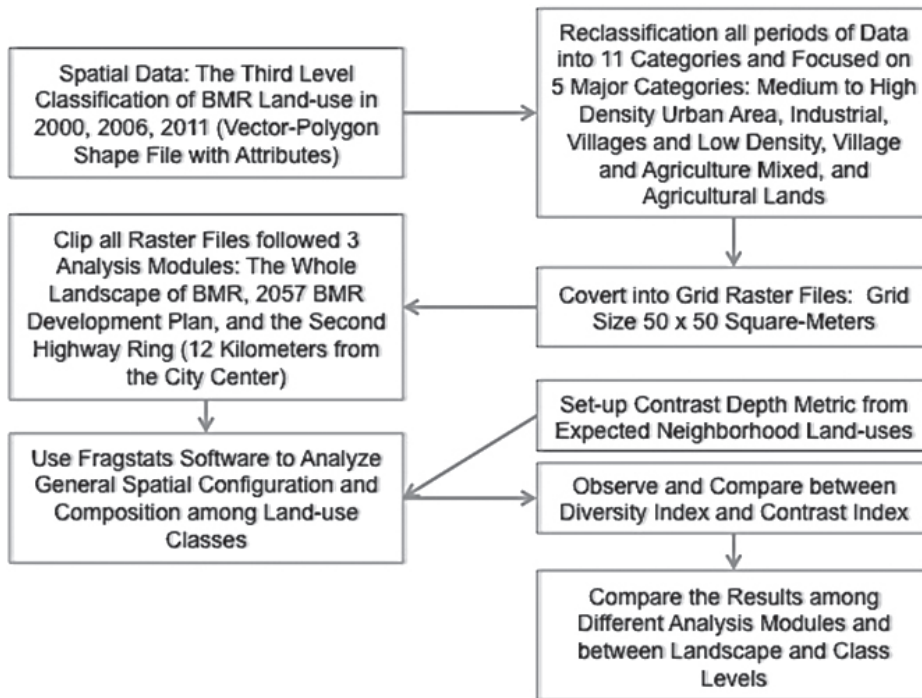 Spatial Data: The Third Level
Classification of BMR Land-use in
2000, 2006, 2011 (Vector-Polygon
Shape File with Attributes)
Reclassification all periods of Data
into 11 Categories and Focused on
5 Major Categories: Medium to High
Density Urban Area, Industrial,
Villages and Low Density, Village
and Agriculture Mixed, and
Agricultural Lands
Covert into Grid Raster Files: Grid
Size 50 x 50 Square-Meters
Clip all Raster Files followed 3
Analysis Modules: The Whole
Landscape of BMR, 2057 BMR
Development Plan, and the Second
Highway Ring (12 Kilometers from
the City Center)
Set-up Contrast Depth Metric from
Expected Neighborhood Land-uses
Use Fragstats Software to Analyze
General Spatial Configuration and
Composition among Land-use
Classes
Observe and Compare between
Diversity Index and Contrast Index
Compare the Results among
Different Analysis Modules and
between Landscape and Class
Levels